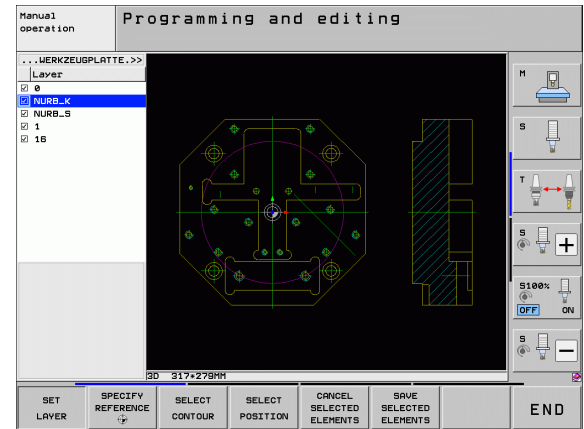 Manual
operation
Programming and editing
...WERKZEUGPLATTE.>>
Layer
0
NURB_K
NURB_S
1
16
M
S
T
S
S100%
OFF ON
S
3D 317*279MM
SET
LAYER
SPECIFY
REFERENCE
SELECT
CONTOUR
SELECT
POSITION
CANCEL
SELECTED
ELEMENTS
SAVE
SELECTED
ELEMENTS
END